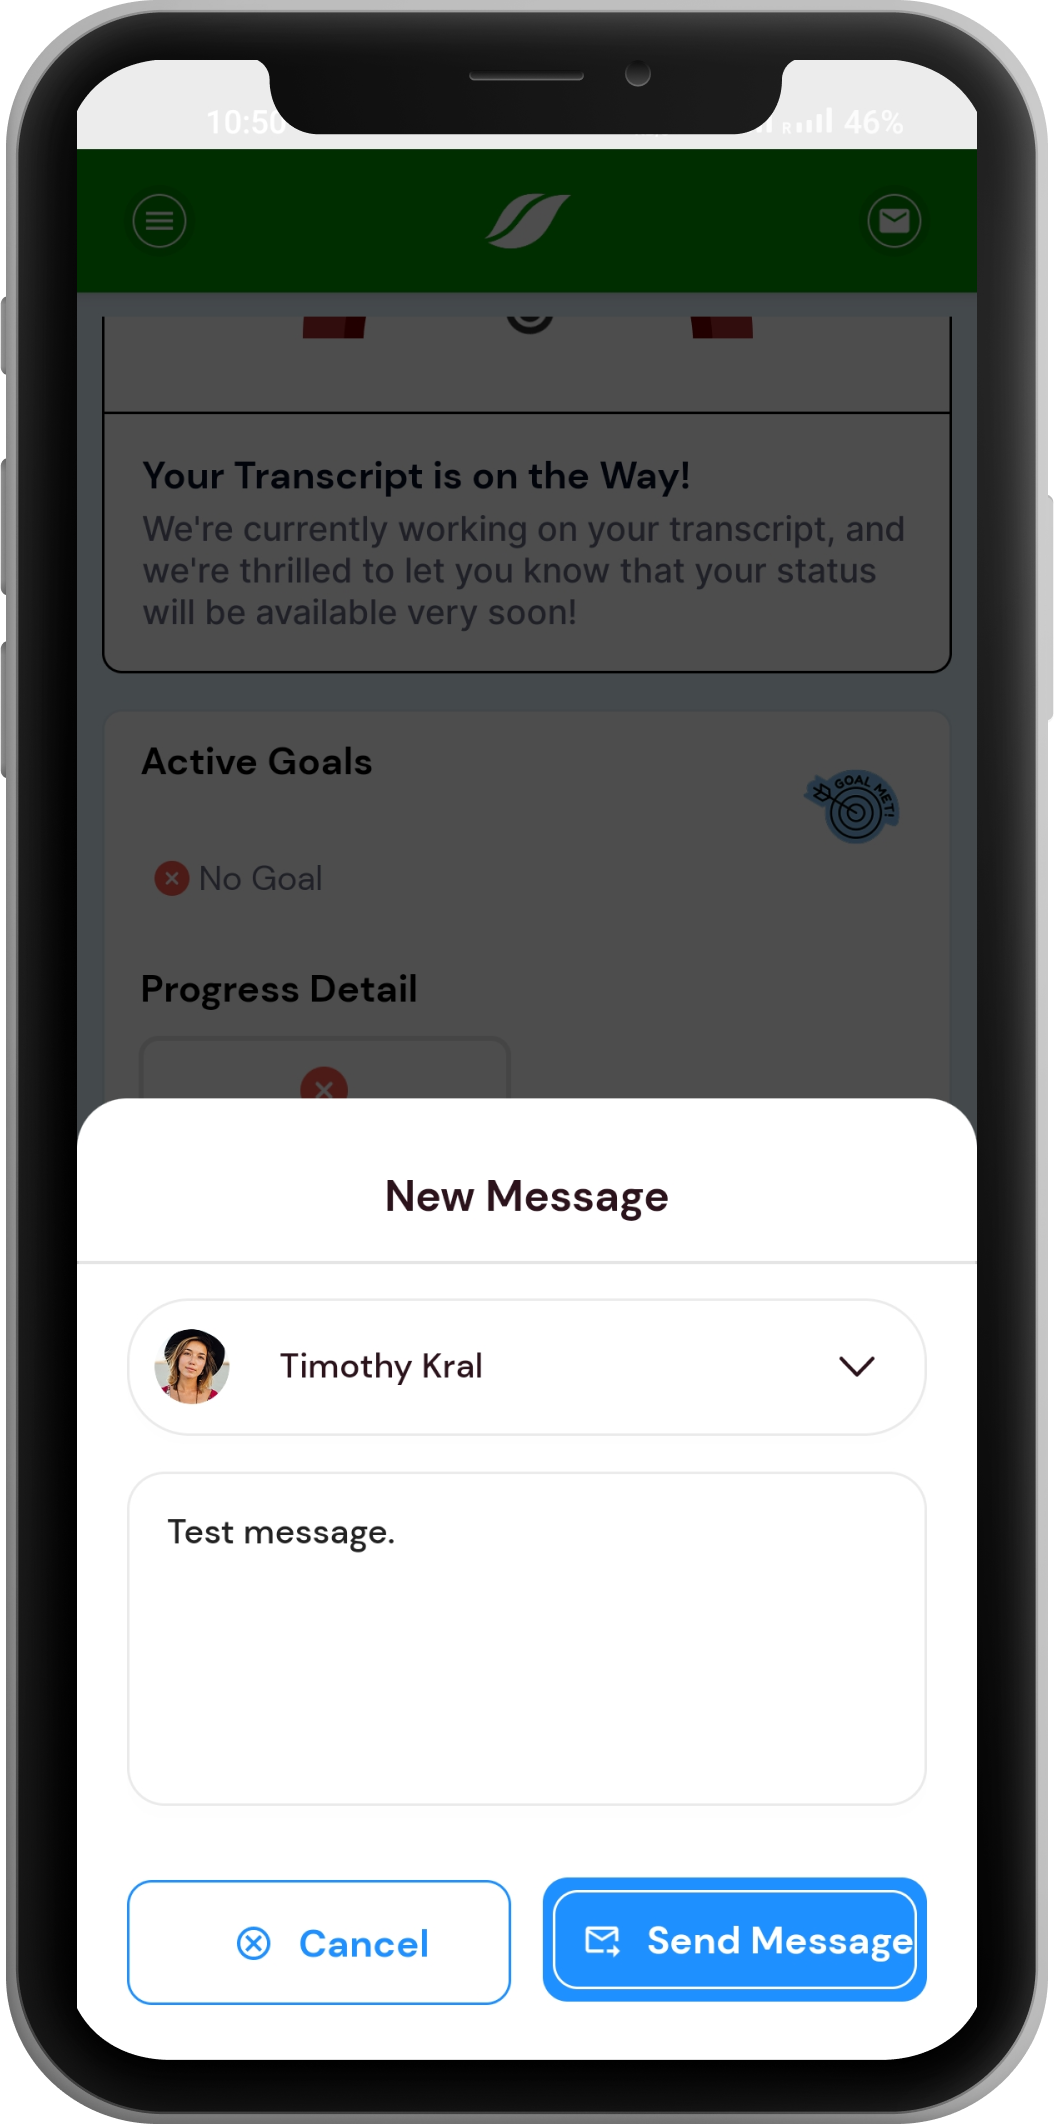 10:50
R 46%
Your Transcript is on the Way!
We're currently working on your transcript, and
we're thrilled to let you know that your status
will be available very soon!
Active Goals
GOAL MET!
No Goal
Progress Detail
New Message
Timothy Kral
Test message.
Cancel
Send Message